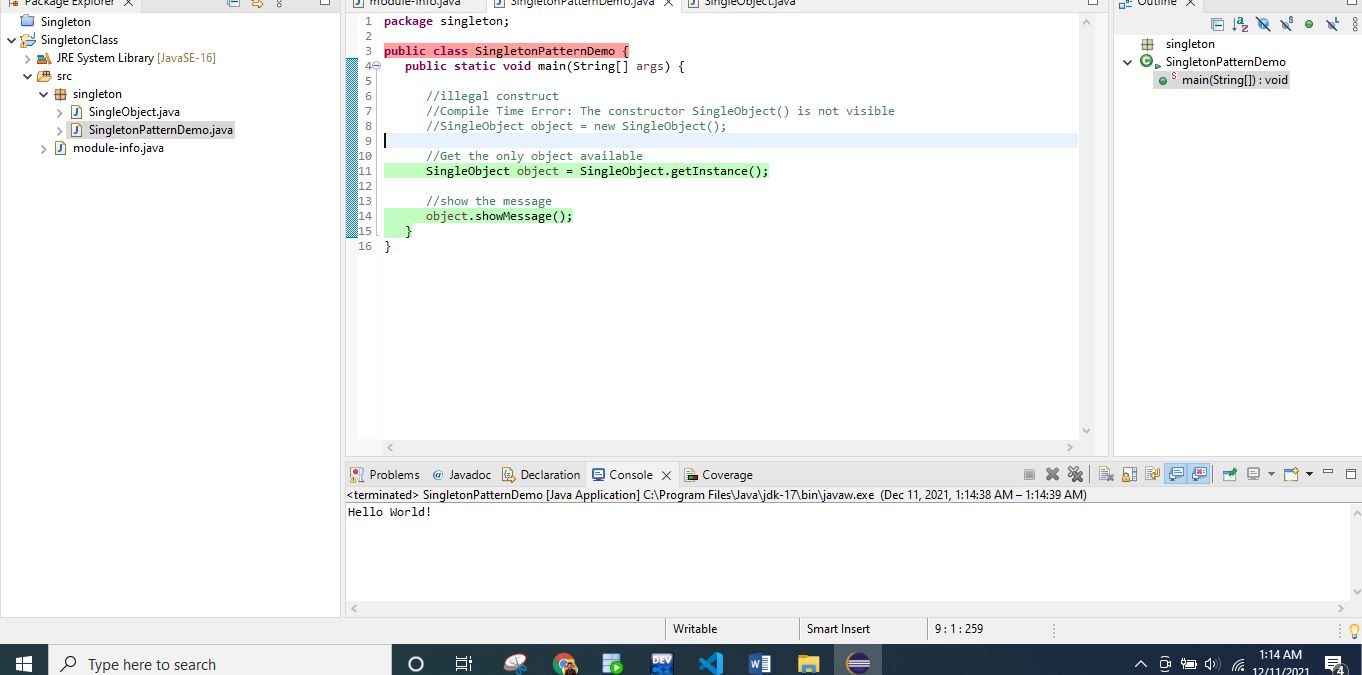 Package Explorer
Singleton
SingletonClass
JRE System Library [JavaSE-16]
src
singleton
SingleObject.java
SingletonPatternDemo.java
module-info.java
module-info.java
SingletonPatternDemo.java
SingleObject.java
1 package singleton;
2
3 public class SingletonPatternDemo {
4 public static void main(String[] args) {
5
6 //illegal construct
7 //Compile Time Error: The constructor SingleObject() is not visible
8 //SingleObject object = new SingleObject();
9
10 //Get the only object available
11 SingleObject object = SingleObject.getInstance();
12
13 //show the message
14 object.showMessage();
15 }
16 }
Outline
singleton
SingletonPatternDemo
main(String[]) : void
Problems @ Javadoc Declaration Console Coverage
<terminated> SingletonPatternDemo [Java Application] C:\Program Files\Java\jdk-17\bin\javaw.exe (Dec 11, 2021, 1:14:38 AM – 1:14:39 AM)
Hello World!
Writable Smart Insert 9 : 1 : 259
Type here to search
DEV
1:14 AM
12/11/2021
4